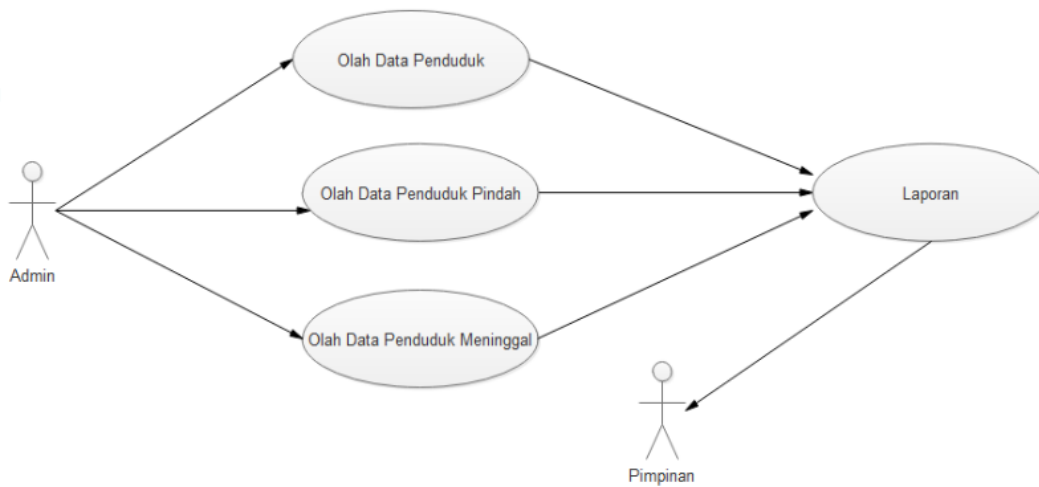 Olah Data Penduduk
Olah Data Penduduk Pindah
Laporan
Admin
Olah Data Penduduk Meninggal
Pimpinan